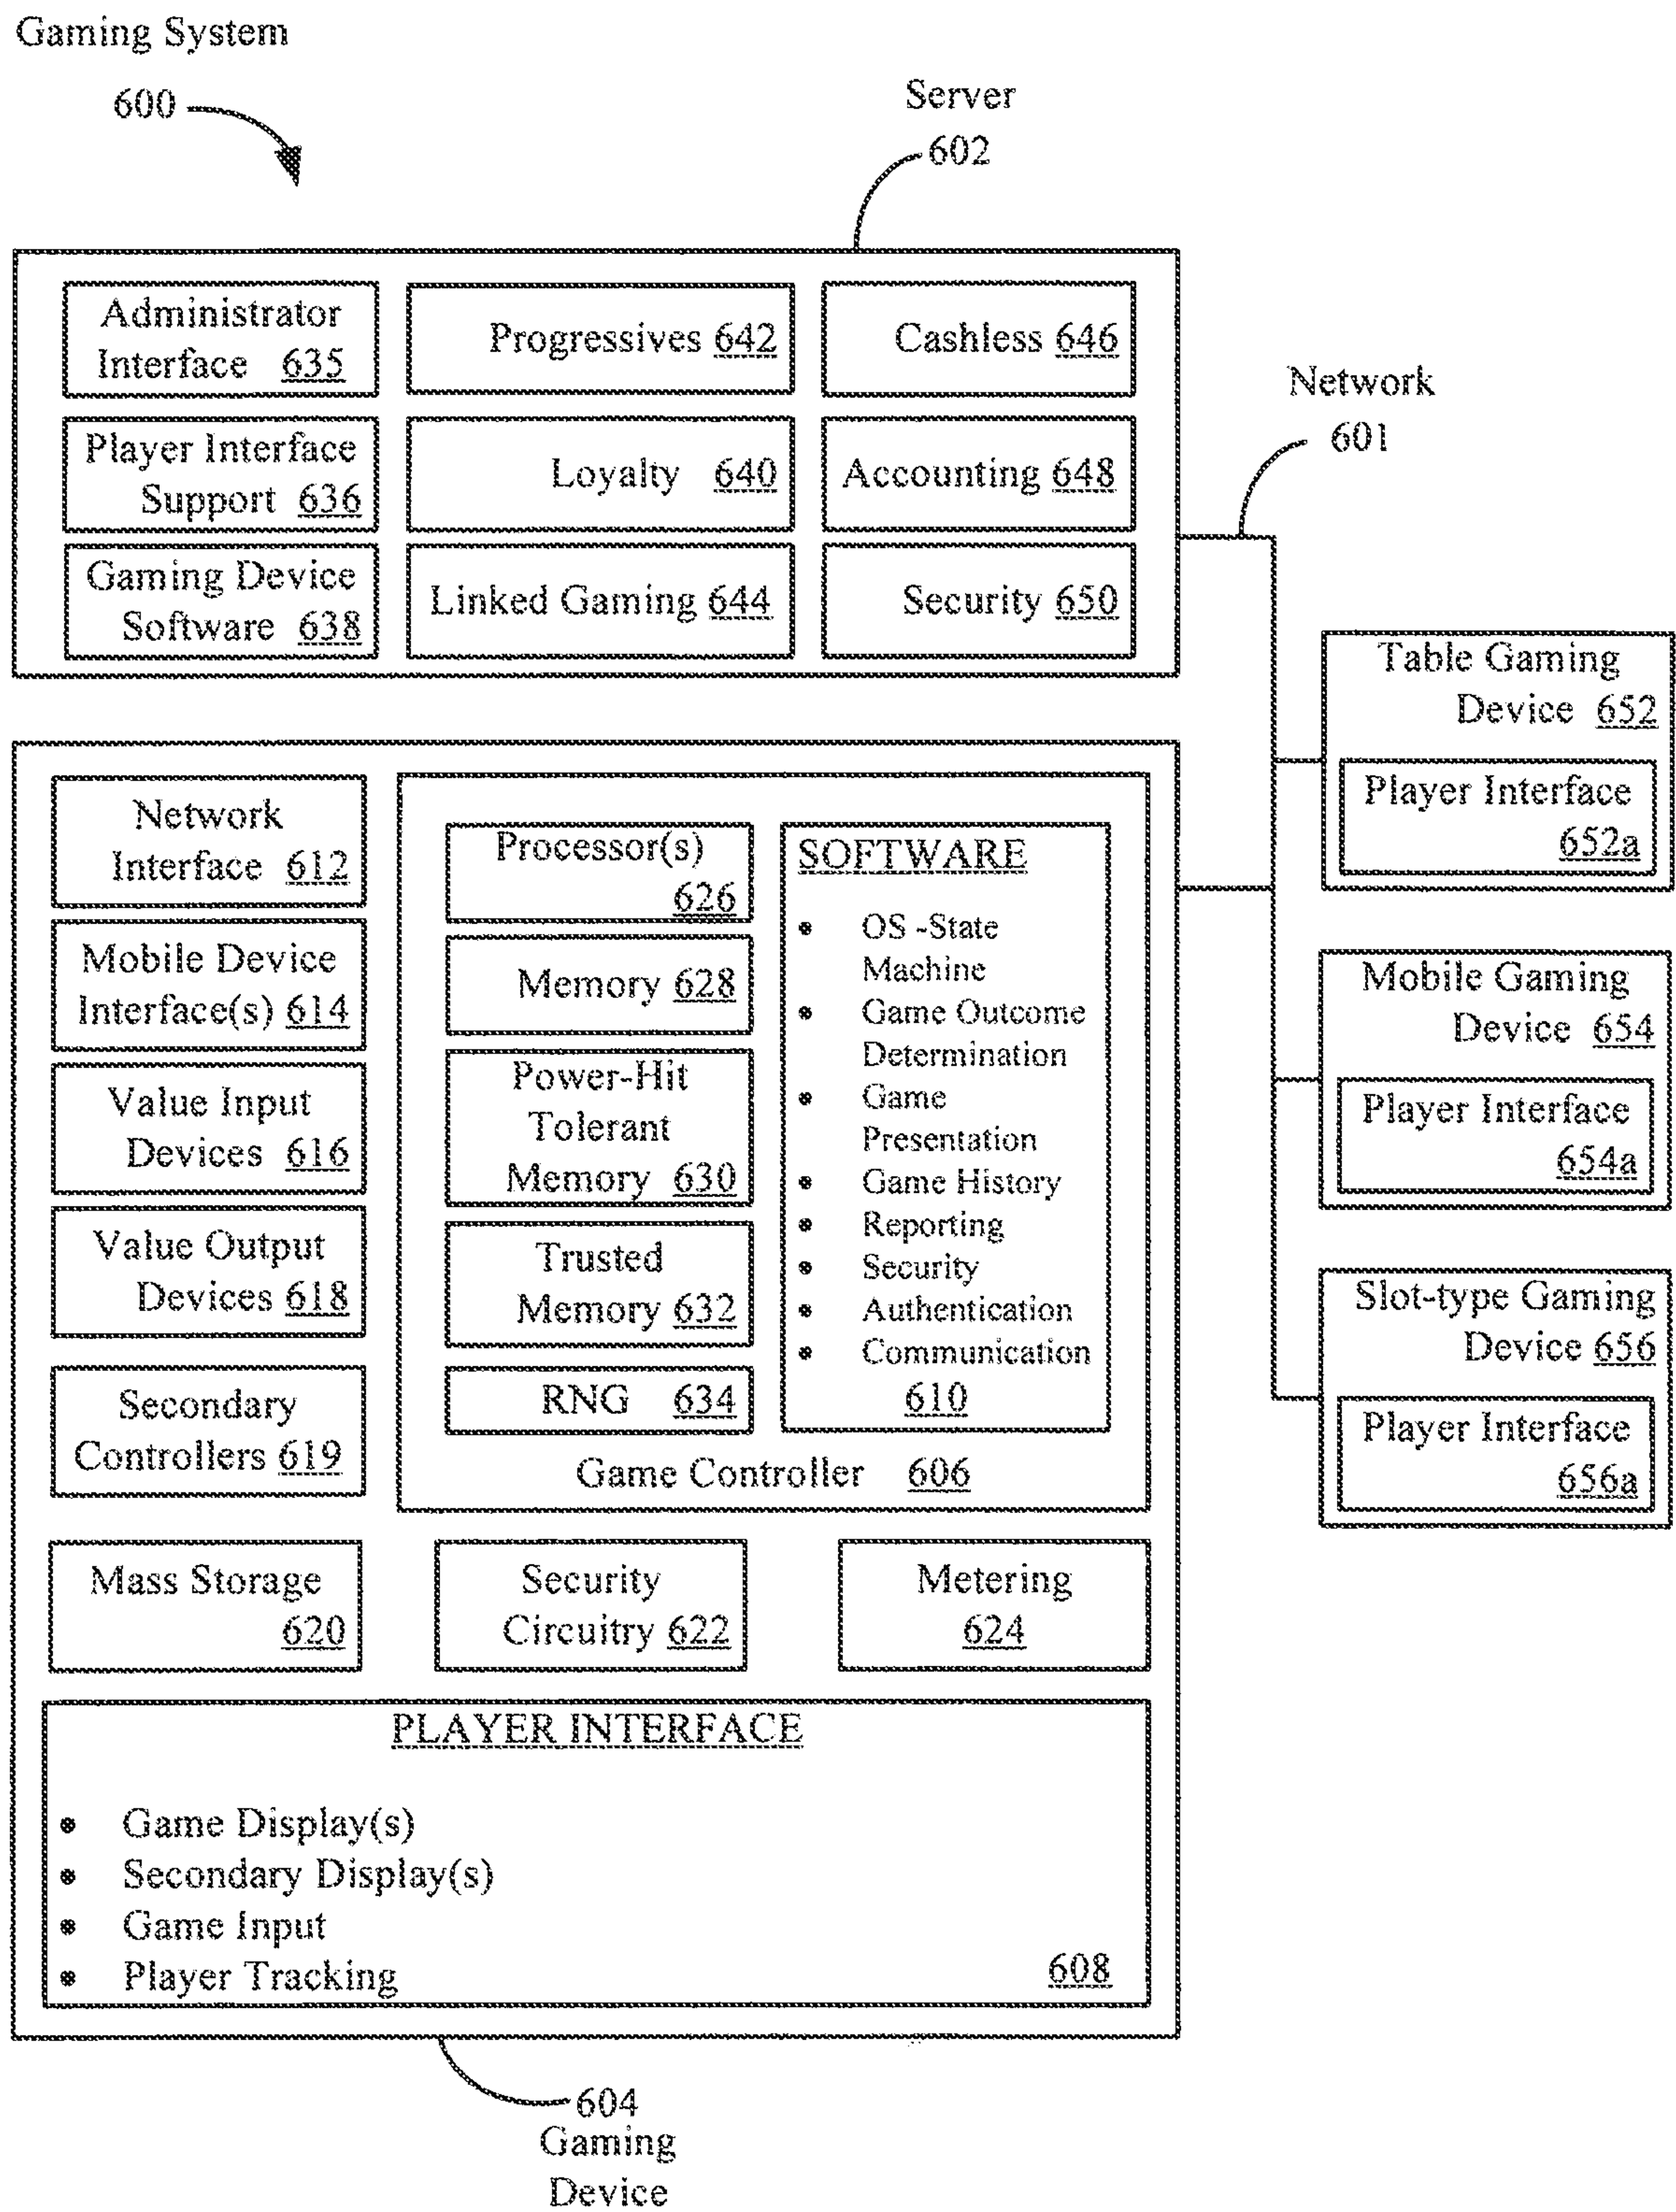 Gaming System
600
Server
602
Administrator
Interface 635
Progressives 642
Cashless 646
Player Interface
Support 636
Loyalty 640
Accounting 648
Gaming Device
Software 638
Linked Gaming 644
Security 650
Network
601
Table Gaming
Device 652
Player Interface
652a
Mobile Gaming
Device 654
Player Interface
654a
Slot-type Gaming
Device 656
Player Interface
656a
Network
Interface 612
Mobile Device
Interface(s) 614
Value Input
Devices 616
Value Output
Devices 618
Secondary
Controllers 619
Processor(s)
626
Memory 628
Power-Hit
Tolerant
Memory 630
Trusted
Memory 632
RNG 634
SOFTWARE
• OS -State
Machine
• Game Outcome
Determination
• Game
Presentation
• Game History
• Reporting
• Security
• Authentication
• Communication
610
Game Controller 606
Mass Storage
620
Security
Circuitry 622
Metering
624
PLAYER INTERFACE
• Game Display(s)
• Secondary Display(s)
• Game Input
• Player Tracking
608
604
Gaming
Device